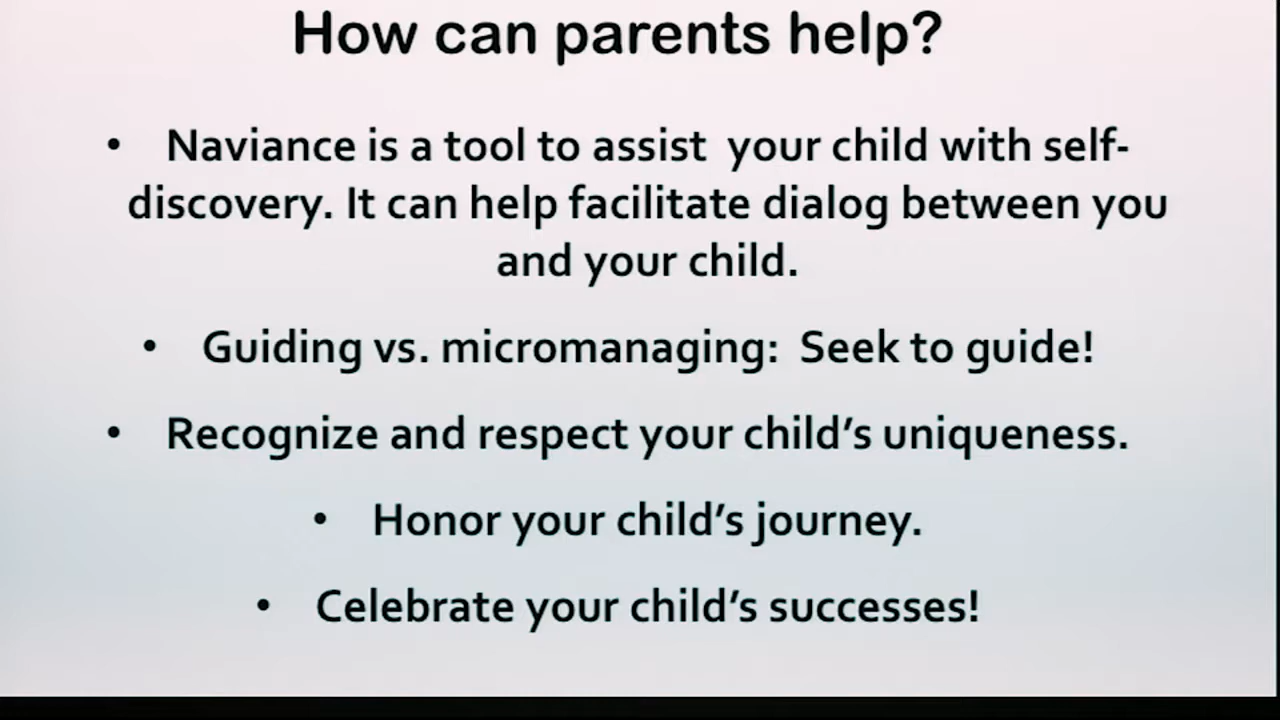 How can parents help?
• Naviance is a tool to assist  your child with self-
discovery. It can help facilitate dialog between you
and your child.
• Guiding vs. micromanaging:  Seek to guide!
• Recognize and respect your child’s uniqueness.
• Honor your child’s journey.
• Celebrate your child’s successes!